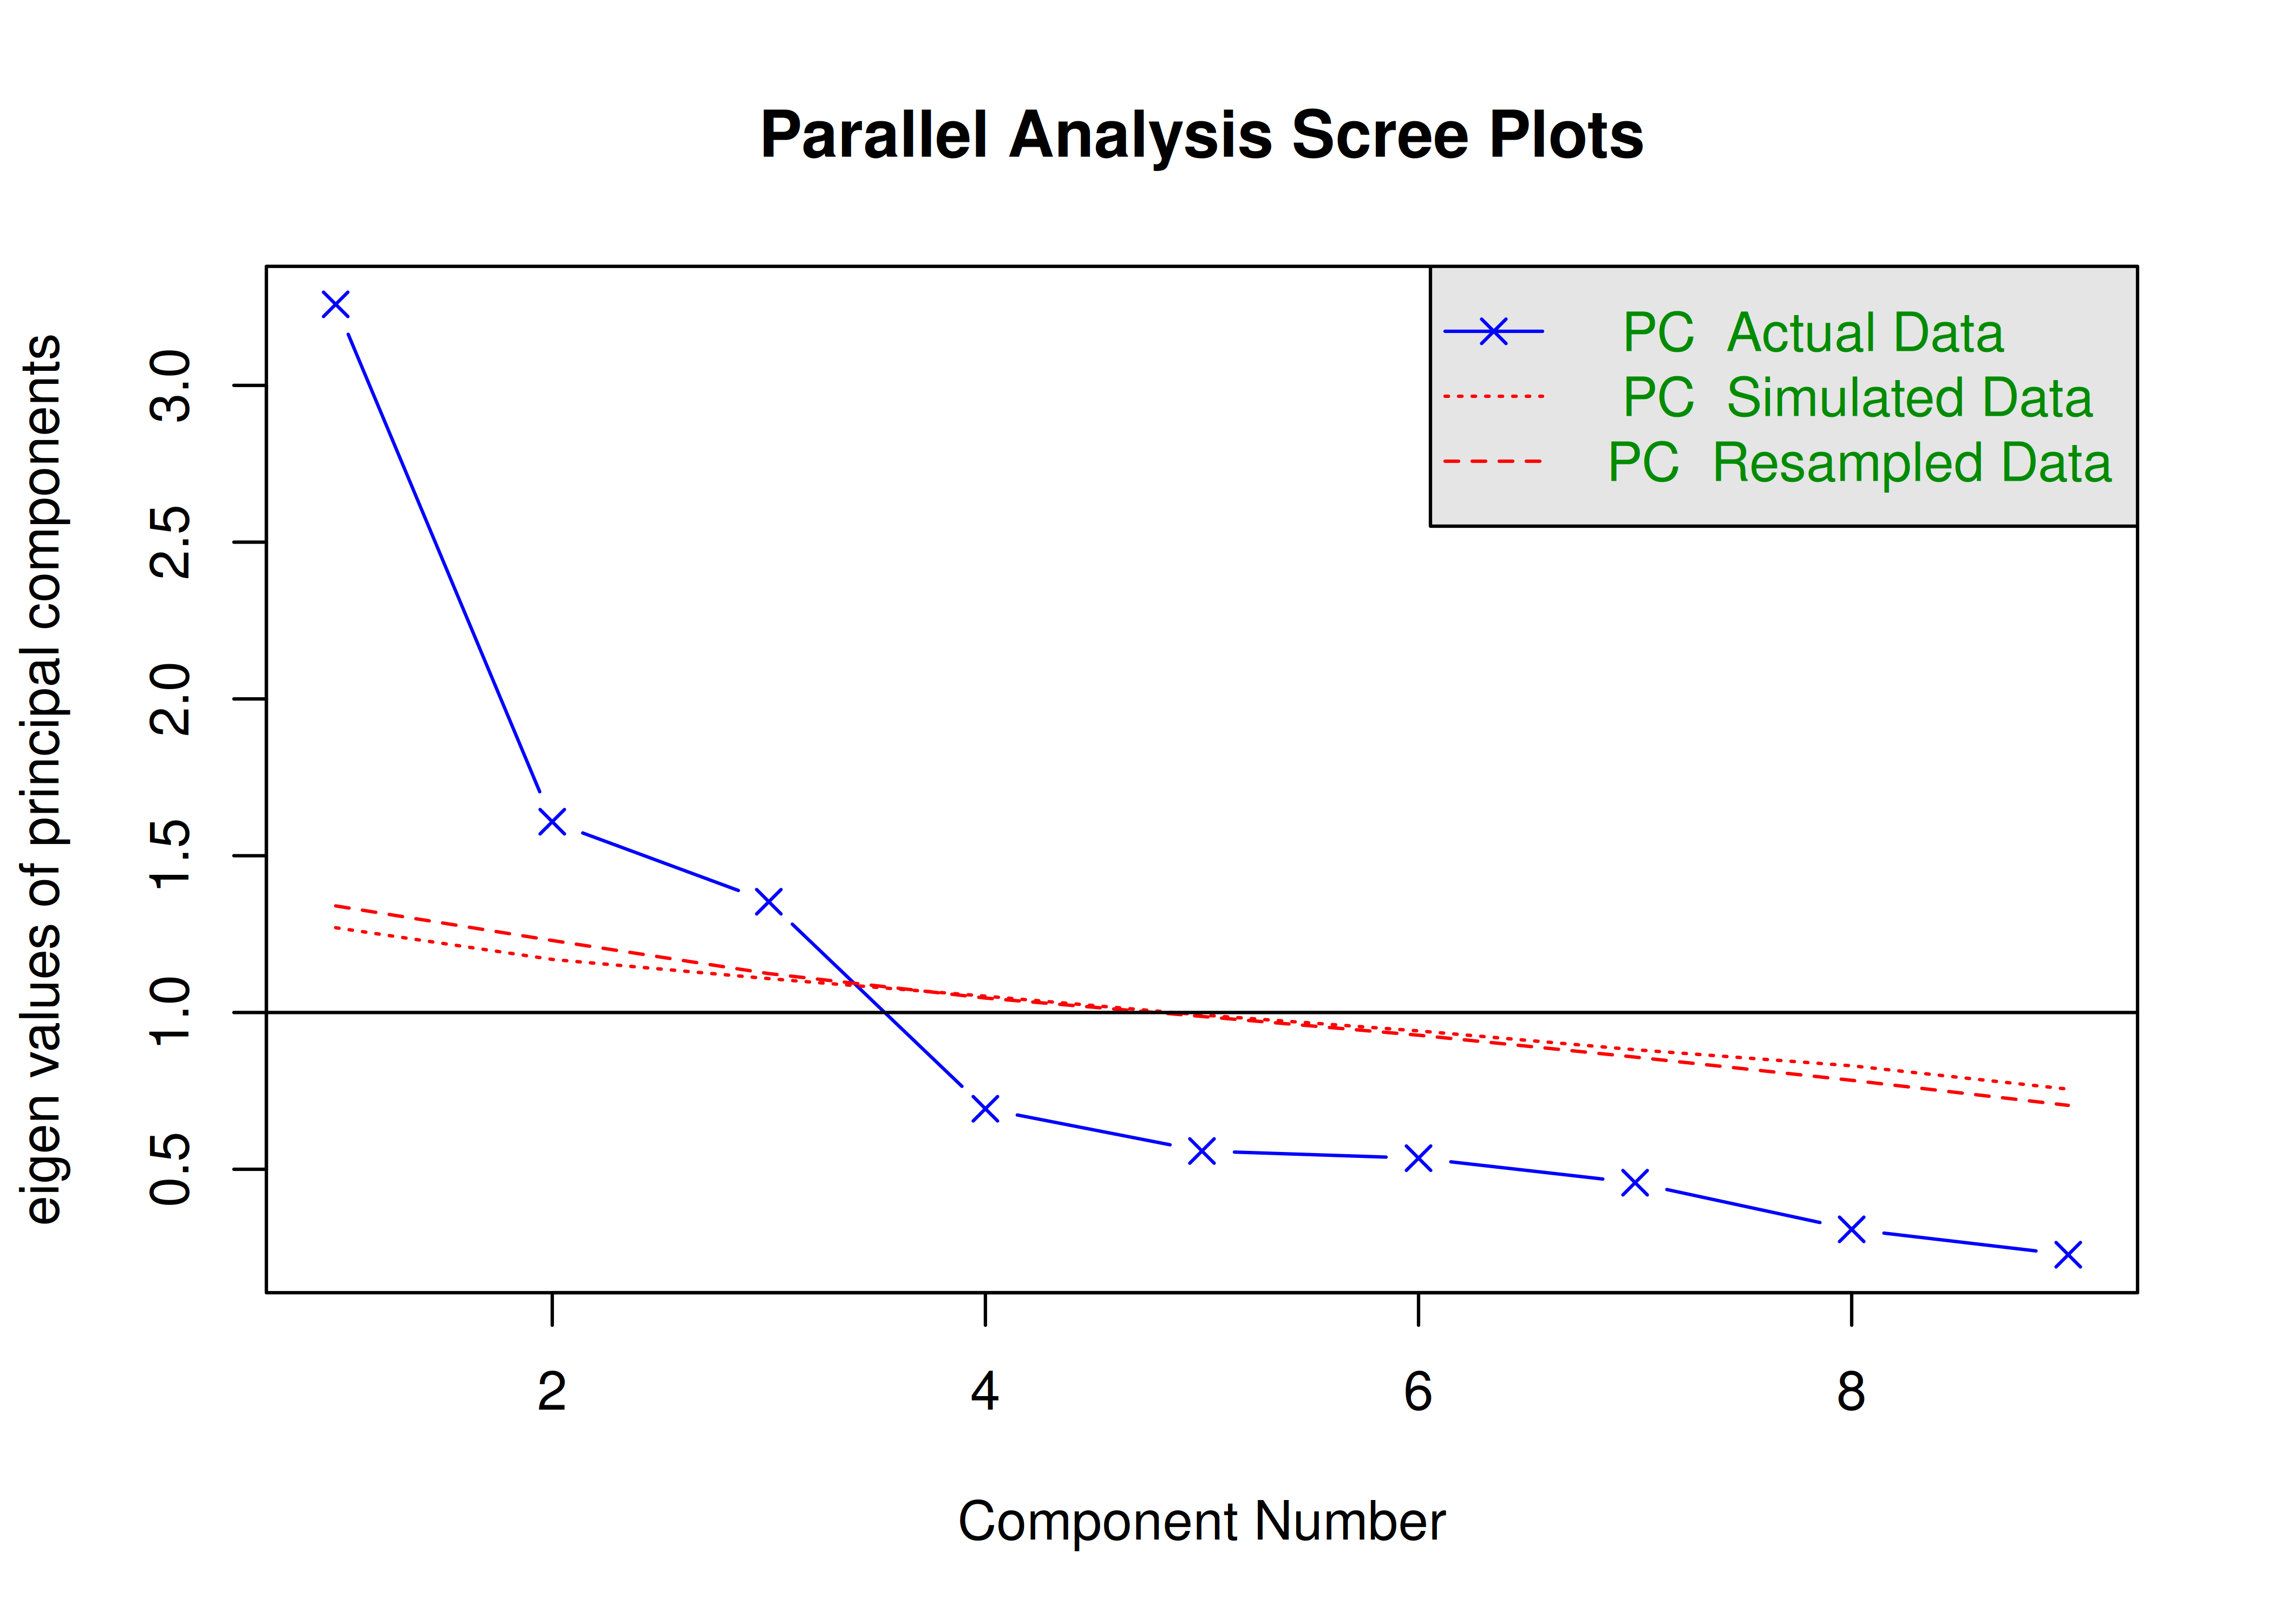 Parallel Analysis Scree Plots
PC Actual Data
PC Simulated Data
PC Resampled Data
eigen values of principal components
3.0
2.5
2.0
1.5
1.0
0.5
2 4 6 8
Component Number